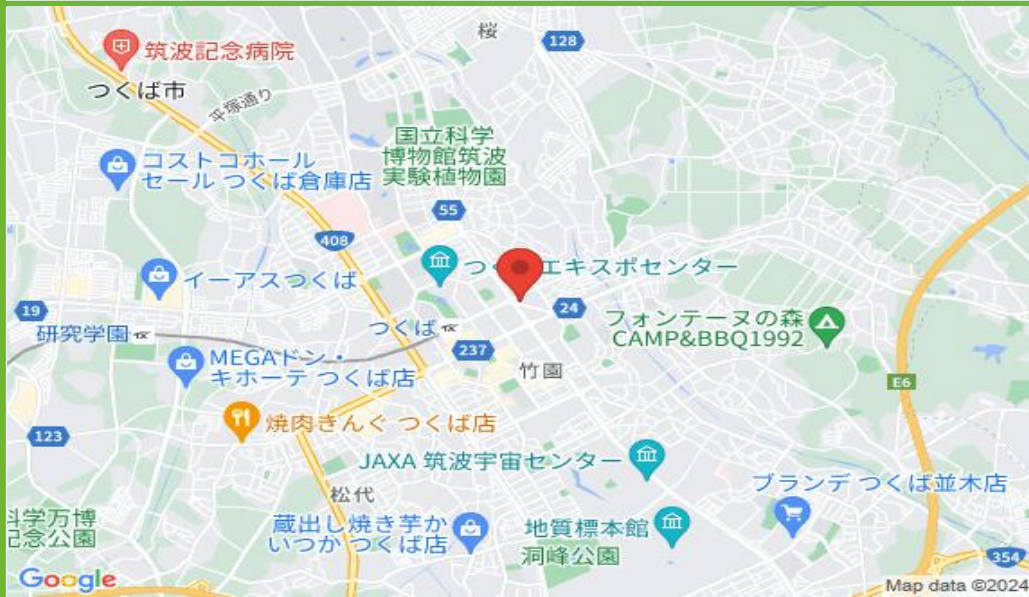 筑波記念病院
つくば市
平塚通り
桜
128
国立科学
博物館筑波
実験植物園
コストコホール
セール つくば倉庫店
55
408
つく
エキスポセンター
イーアスつくば
19
研究学園
つくば
24
237
フォンテーヌの森
CAMP&BBQ1992
MEGAドン・
キホーテ つくば店
竹園
E6
焼肉きんぐ つくば店
123
JAXA 筑波宇宙センター
松代
ブランデ つくば並木店
科学万博
記念公園
蔵出し焼き芋か
いつか つくば店
地質標本館
洞峰公園
354
Google
Map data ©2024